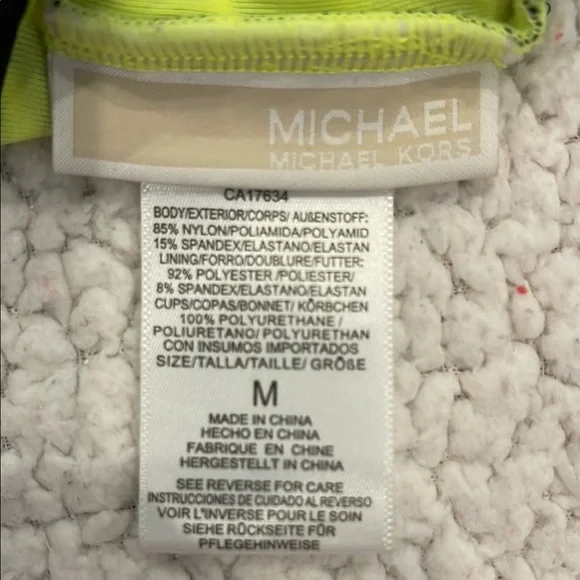 MICHAEL
MICHAEL KORS
CA17634
BODY/EXTERIOR/CORPS/ AUßENSTOFF:
85% NYLON/POLIAMIDA/POLYAMID
15% SPANDEX/ELASTANO/ELASTAN
LINING/FORRO/DOUBLURE/FUTTER:
92% POLYESTER /POLIESTER/
8% SPANDEX/ELASTANO/ELASTAN
CUPS/COPAS/BONNET/ KÖRBCHEN
100% POLYURETHANE /
POLIURETANO/ POLYURETHAN
CON INSUMOS IMPORTADOS
SIZE/TALLA/TAILLE/ GRÖßE
M
MADE IN CHINA
HECHO EN CHINA
FABRIQUE EN CHINE
HERGESTELLT IN CHINA
SEE REVERSE FOR CARE
INSTRUCCIONES DE CUIDADO AL REVERSO
VOIR L'INVERSE POUR LE SOIN
SIEHE RÜCKSEITE FÜR
PFLEGEHINWEISE